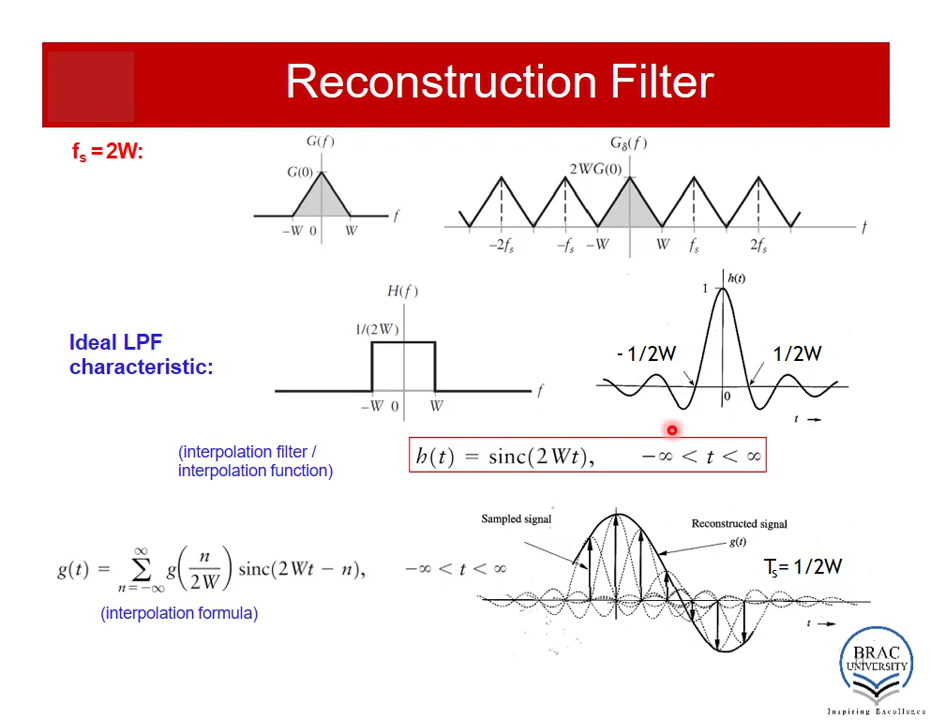 Reconstruction Filter
fₛ = 2W:
G(f)
G(0)
−W 0 W f
G_δ(f)
2WG(0)
−2fₛ −fₛ −W W fₛ 2fₛ f
Ideal LPF
characteristic:
H(f)
1/(2W)
−W 0 W f
h(t)
1
- 1/2W 1/2W
0
t →
(interpolation filter /
interpolation function)
h(t) = sinc(2Wt), −∞ < t < ∞
g(t) = ∑_{n=−∞}^{∞} g(n/2W) sinc(2Wt − n), −∞ < t < ∞
(interpolation formula)
Sampled signal
Reconstructed signal
g(t)
Tₛ= 1/2W
t →
BRAC
UNIVERSITY
Inspiring Excellence